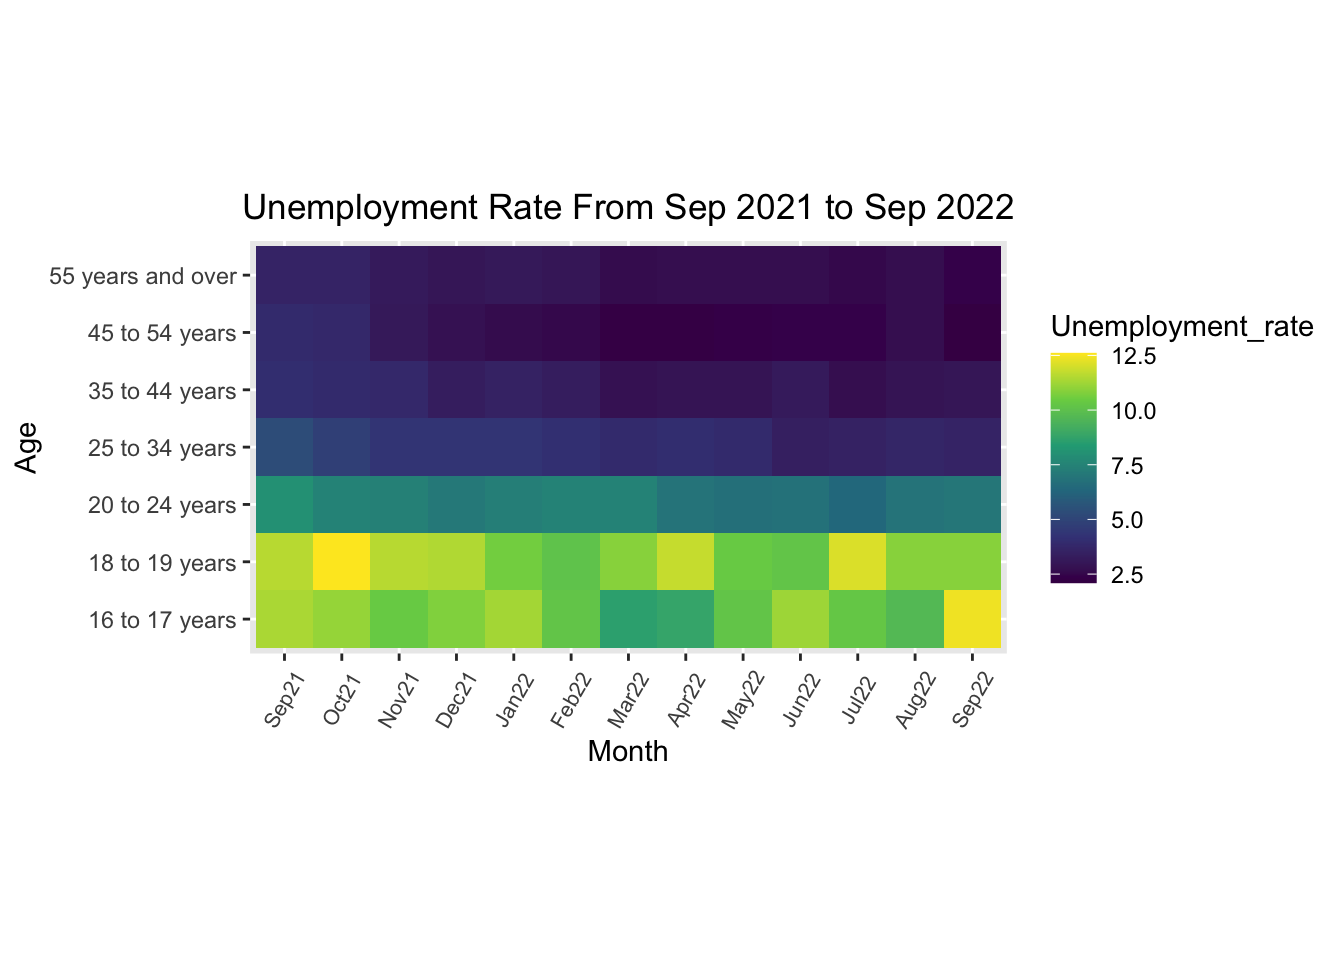 Unemployment Rate From Sep 2021 to Sep 2022
Age
55 years and over
45 to 54 years
35 to 44 years
25 to 34 years
20 to 24 years
18 to 19 years
16 to 17 years
Sep21
Oct21
Nov21
Dec21
Jan22
Feb22
Mar22
Apr22
May22
Jun22
Jul22
Aug22
Sep22
Month
Unemployment_rate
12.5
10.0
7.5
5.0
2.5